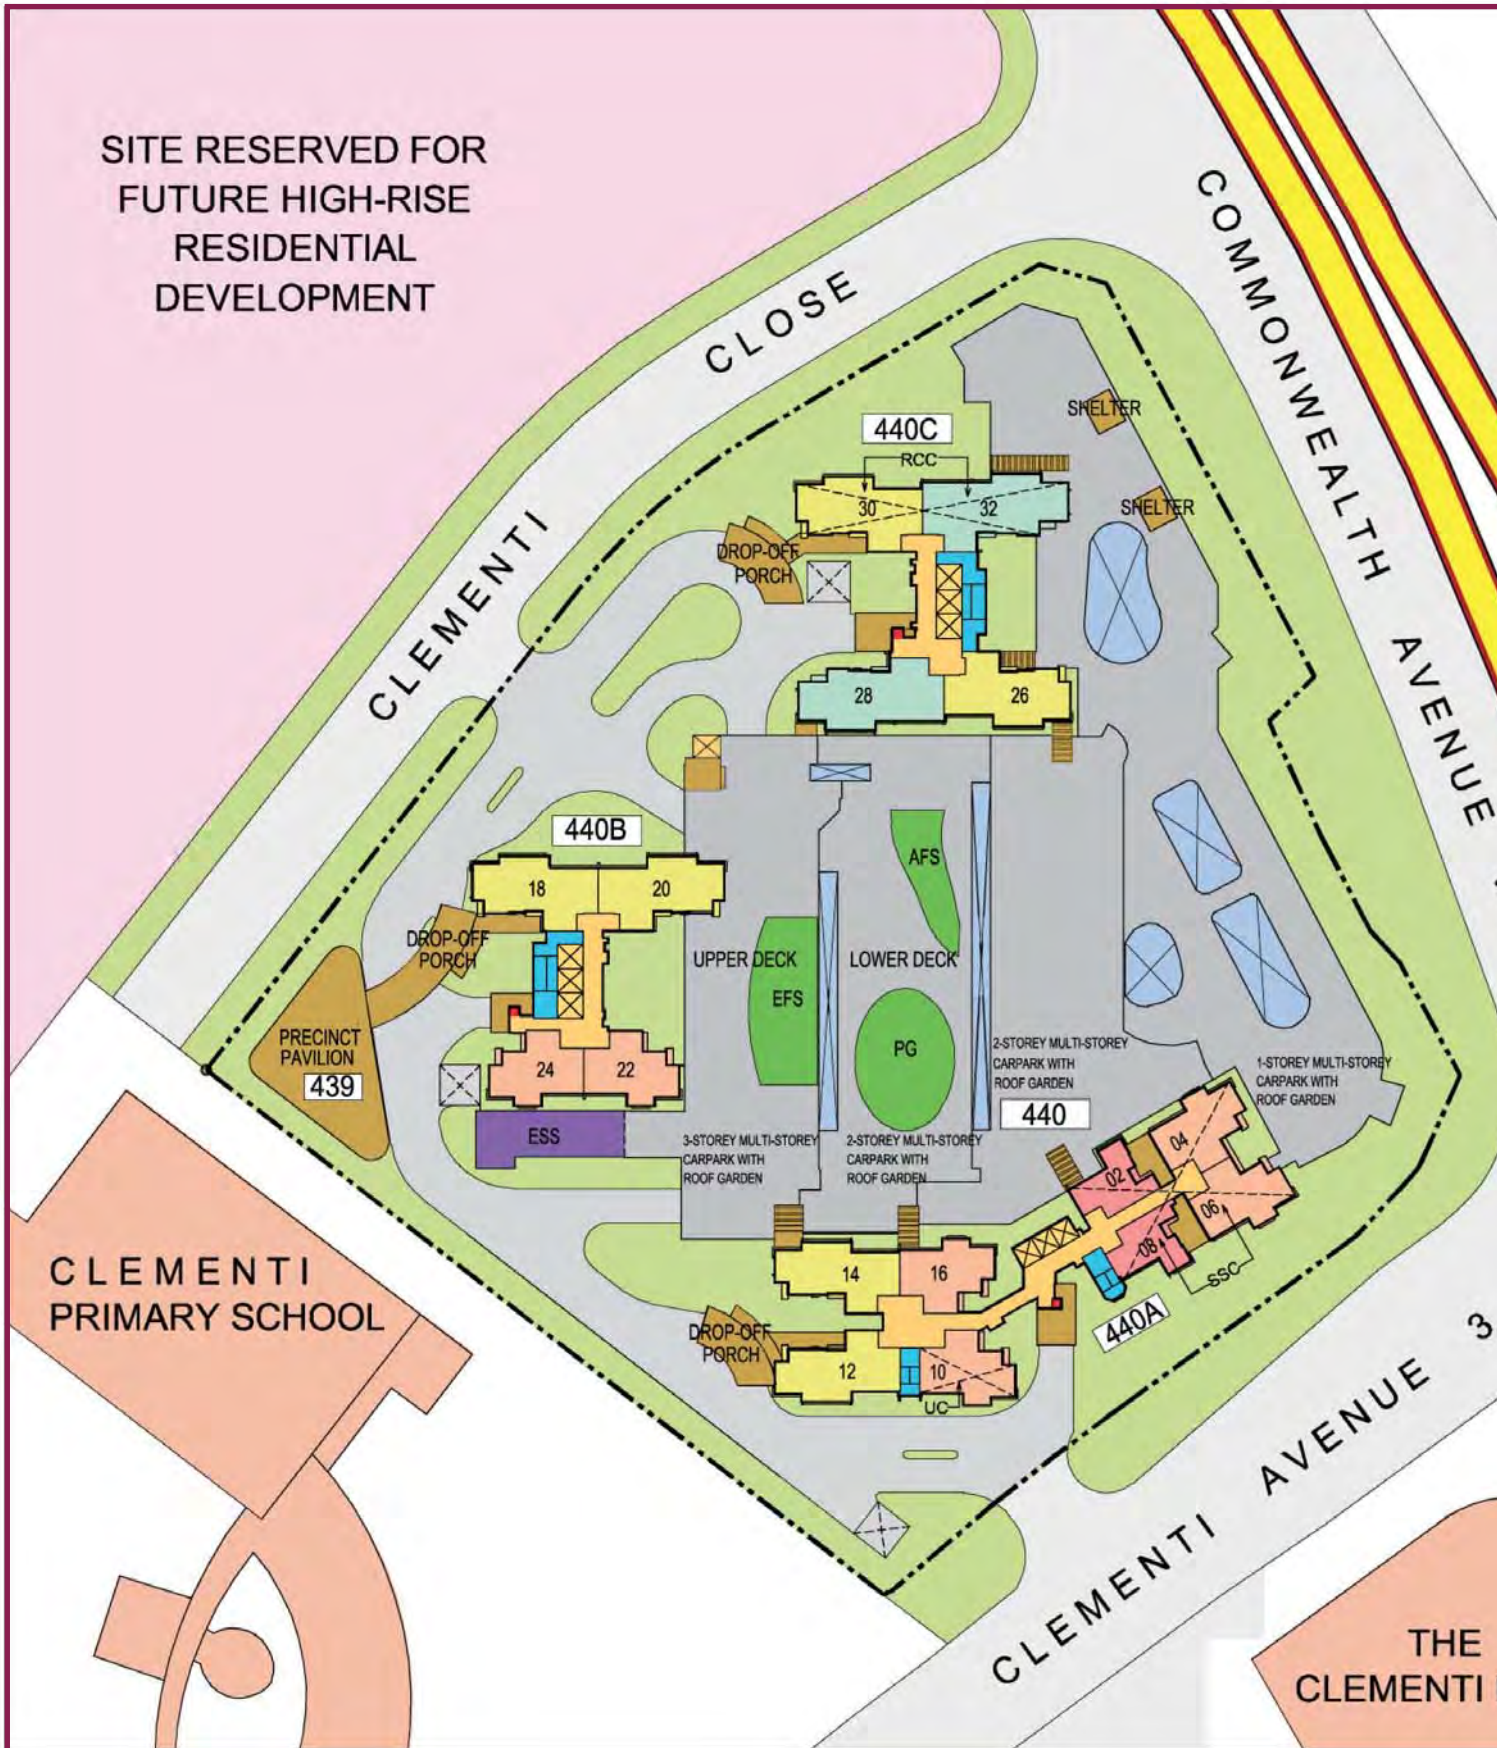 SITE RESERVED FOR
FUTURE HIGH-RISE
RESIDENTIAL
DEVELOPMENT
CLEMENTI CLOSE
COMMONWEALTH AVENUE
SHELTER
SHELTER
440C
RCC
30
32
DROP-OFF
PORCH
28
26
440B
18
20
DROP-OFF
PORCH
24
22
PRECINCT
PAVILION
439
ESS
UPPER DECK
EFS
LOWER DECK
AFS
PG
2-STOREY MULTI-STOREY
CARPARK WITH
ROOF GARDEN
440
1-STOREY MULTI-STOREY
CARPARK WITH
ROOF GARDEN
3-STOREY MULTI-STOREY
CARPARK WITH
ROOF GARDEN
2-STOREY MULTI-STOREY
CARPARK WITH
ROOF GARDEN
02
04
06
08
SSC
440A
14
16
DROP-OFF
PORCH
12
10
UC
CLEMENTI
PRIMARY SCHOOL
CLEMENTI AVENUE 3
THE
CLEMENTI